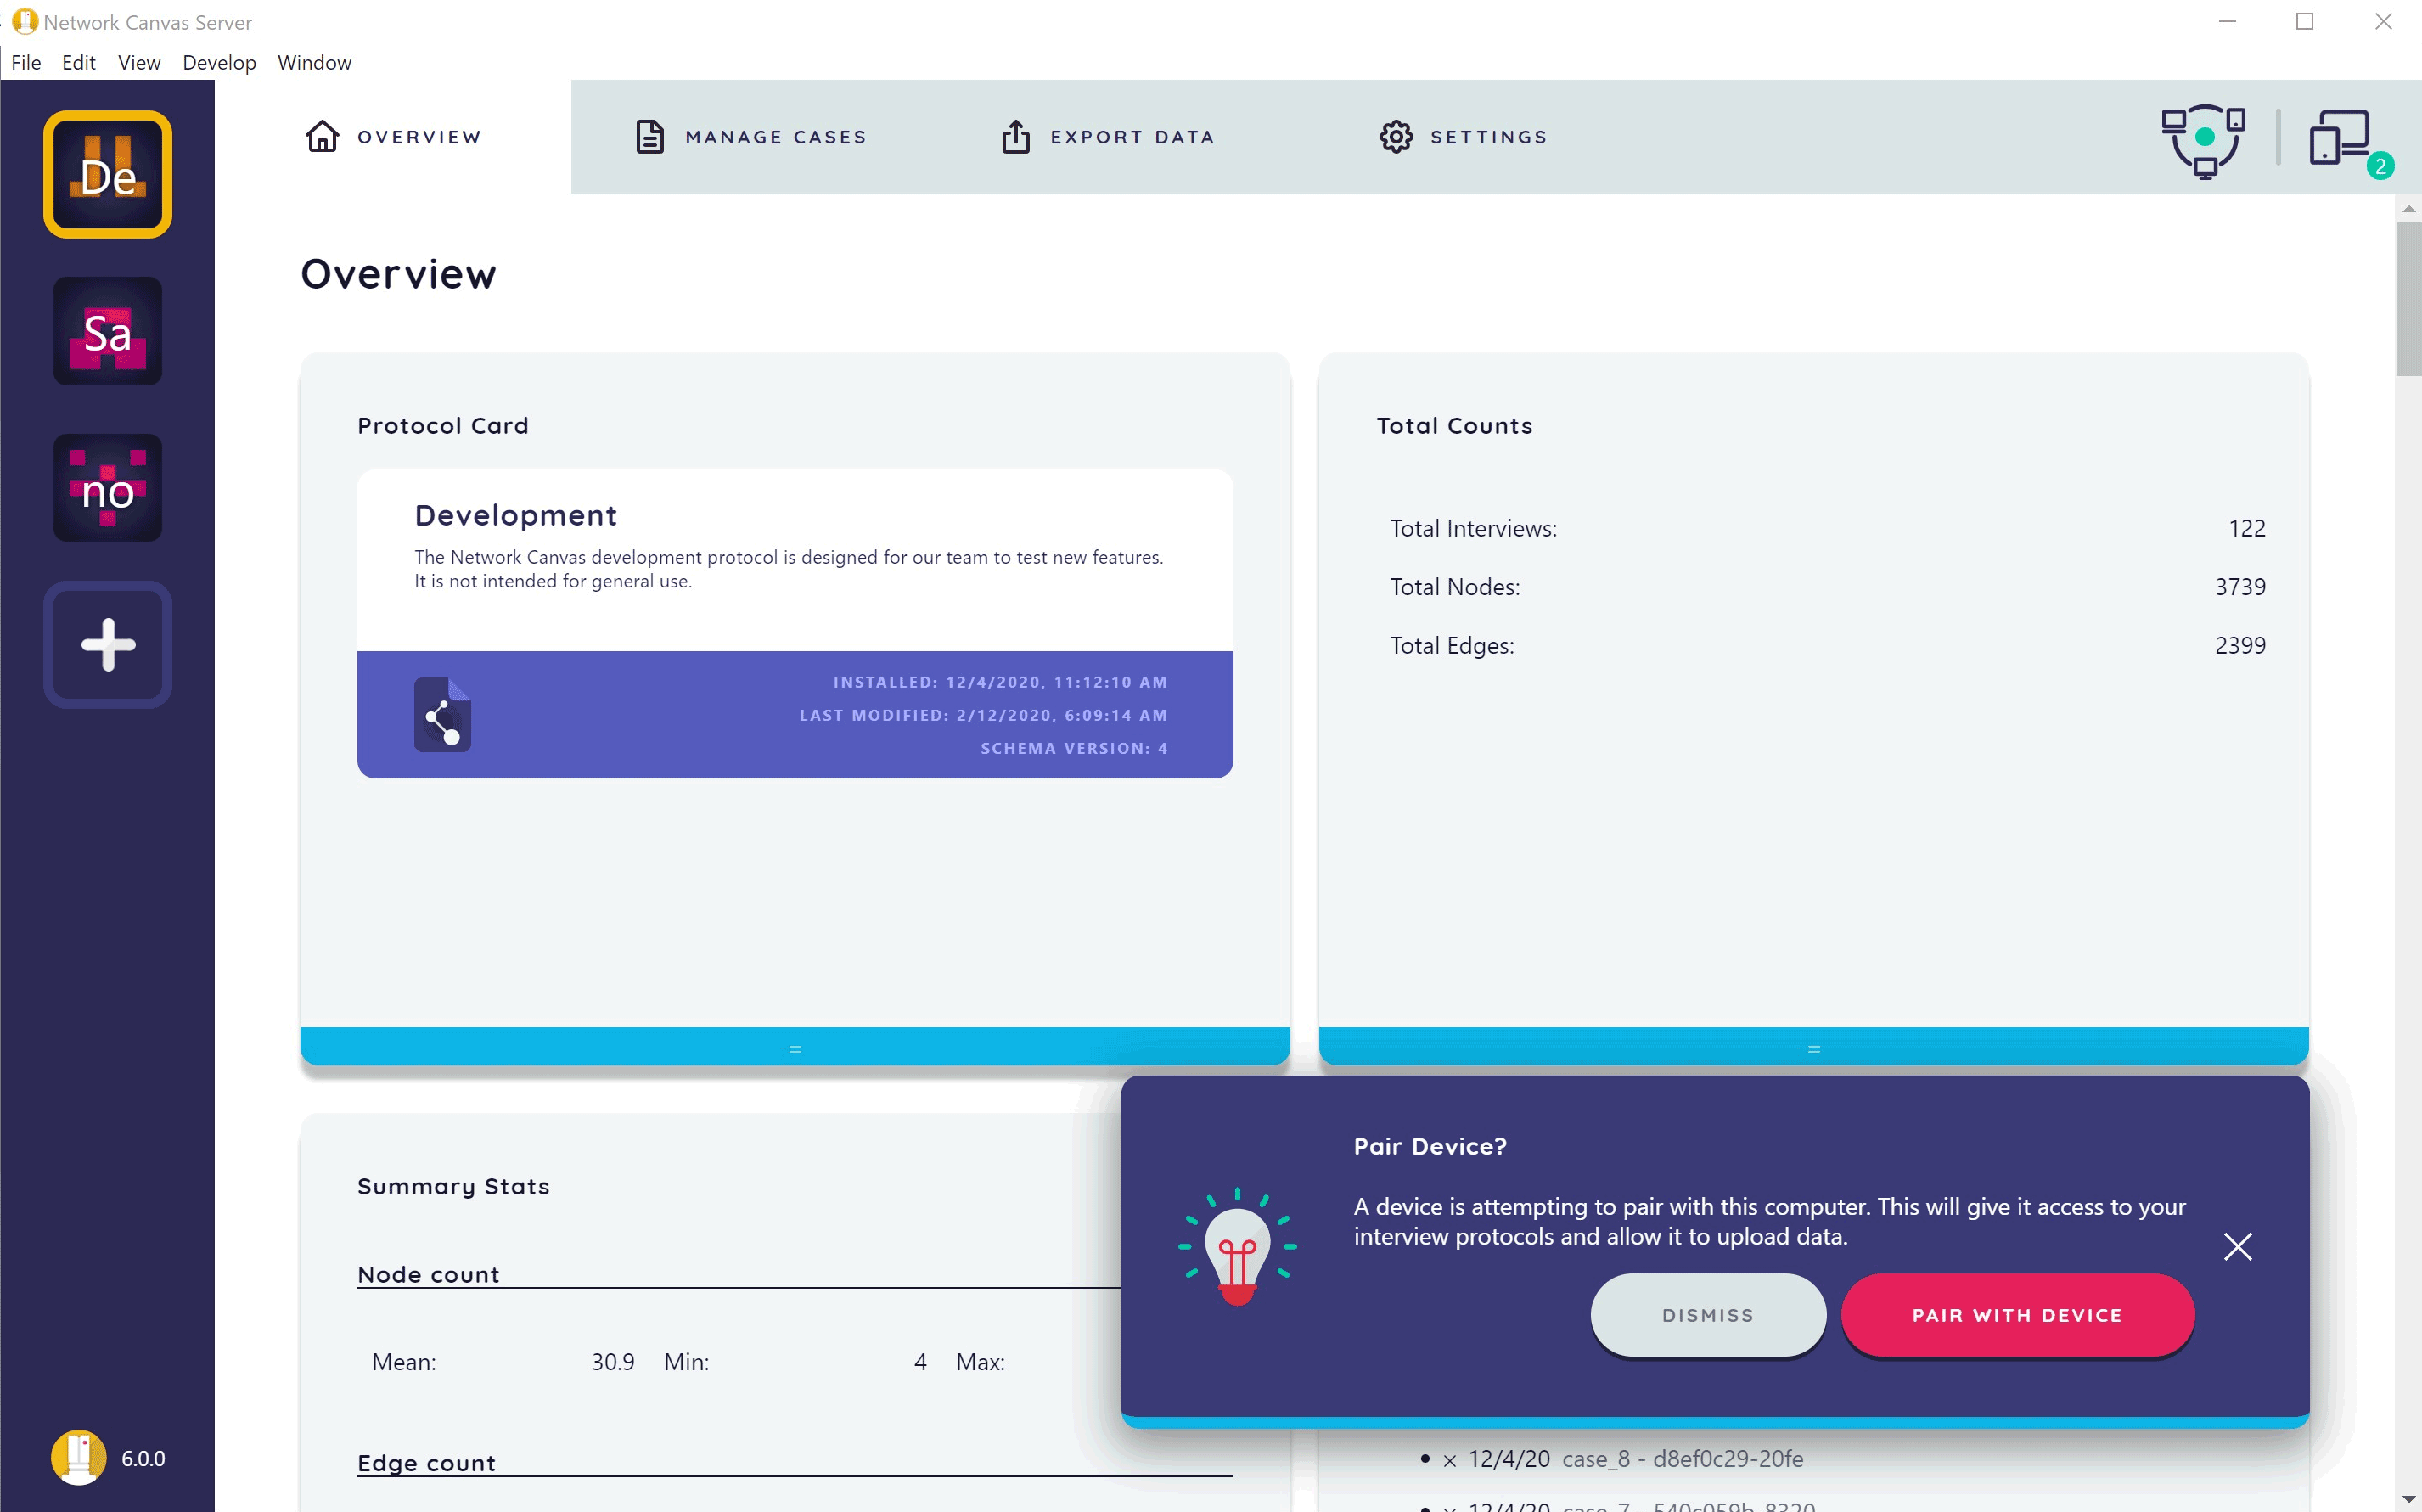 Network Canvas Server
File Edit View Develop Window
De
Sa
no
6.0.0
OVERVIEW
MANAGE CASES
EXPORT DATA
SETTINGS
2
Overview
Protocol Card
Development
The Network Canvas development protocol is designed for our team to test new features.
It is not intended for general use.
INSTALLED: 12/4/2020, 11:12:10 AM
LAST MODIFIED: 2/12/2020, 6:09:14 AM
SCHEMA VERSION: 4
Total Counts
Total Interviews: 122
Total Nodes: 3739
Total Edges: 2399
Summary Stats
Node count
Mean: 30.9 Min: 4 Max:
Edge count
Pair Device?
A device is attempting to pair with this computer. This will give it access to your
interview protocols and allow it to upload data.
DISMISS
PAIR WITH DEVICE
• × 12/4/20 case_8 - d8ef0c29-20fe
• × 12/4/20 case_7 - 540c059b-8320